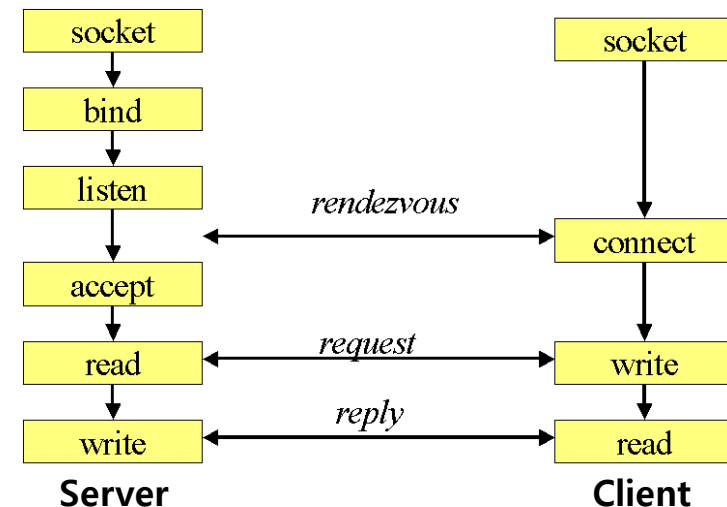 socket
socket
bind
listen
rendezvous
connect
accept
read
request
write
write
reply
read
Server
Client